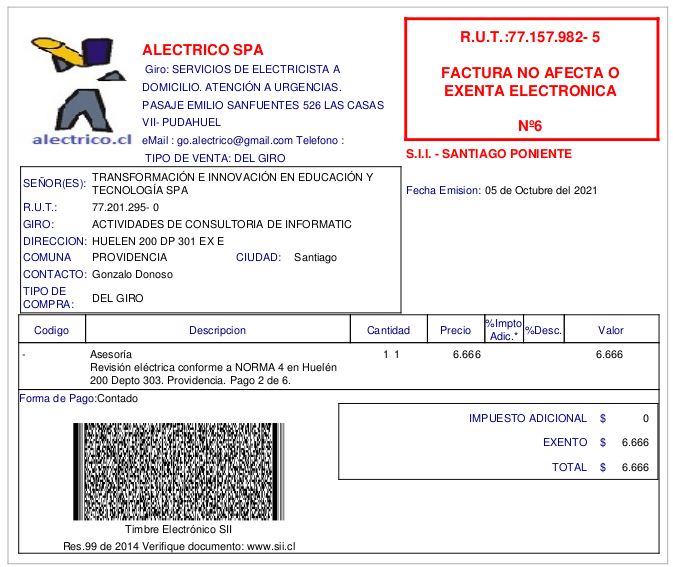 alectrico.cl
ALECTRICO SPA
Giro: SERVICIOS DE ELECTRICISTA A
DOMICILIO. ATENCIÓN A URGENCIAS.
PASAJE EMILIO SANFUENTES 526 LAS CASAS
VII- PUDAHUEL
eMail : go.alectrico@gmail.com Telefono :
TIPO DE VENTA: DEL GIRO
R.U.T.:77.157.982- 5
FACTURA NO AFECTA O
EXENTA ELECTRONICA
Nº6
S.I.I. - SANTIAGO PONIENTE
Fecha Emision: 05 de Octubre del 2021
SEÑOR(ES): TRANSFORMACIÓN E INNOVACIÓN EN EDUCACIÓN Y
TECNOLOGÍA SPA
R.U.T.: 77.201.295- 0
GIRO: ACTIVIDADES DE CONSULTORIA DE INFORMATIC
DIRECCION: HUELEN 200 DP 301 EX E
COMUNA PROVIDENCIA CIUDAD: Santiago
CONTACTO: Gonzalo Donoso
TIPO DE
COMPRA: DEL GIRO
Codigo Descripcion Cantidad Precio %Impto Adic.* %Desc. Valor
- Asesoría 1 1 6.666 6.666
Revisión eléctrica conforme a NORMA 4 en Huelén
200 Depto 303. Providencia. Pago 2 de 6.
Forma de Pago:Contado
IMPUESTO ADICIONAL $ 0
EXENTO $ 6.666
TOTAL $ 6.666
Timbre Electrónico SII
Res.99 de 2014 Verifique documento: www.sii.cl